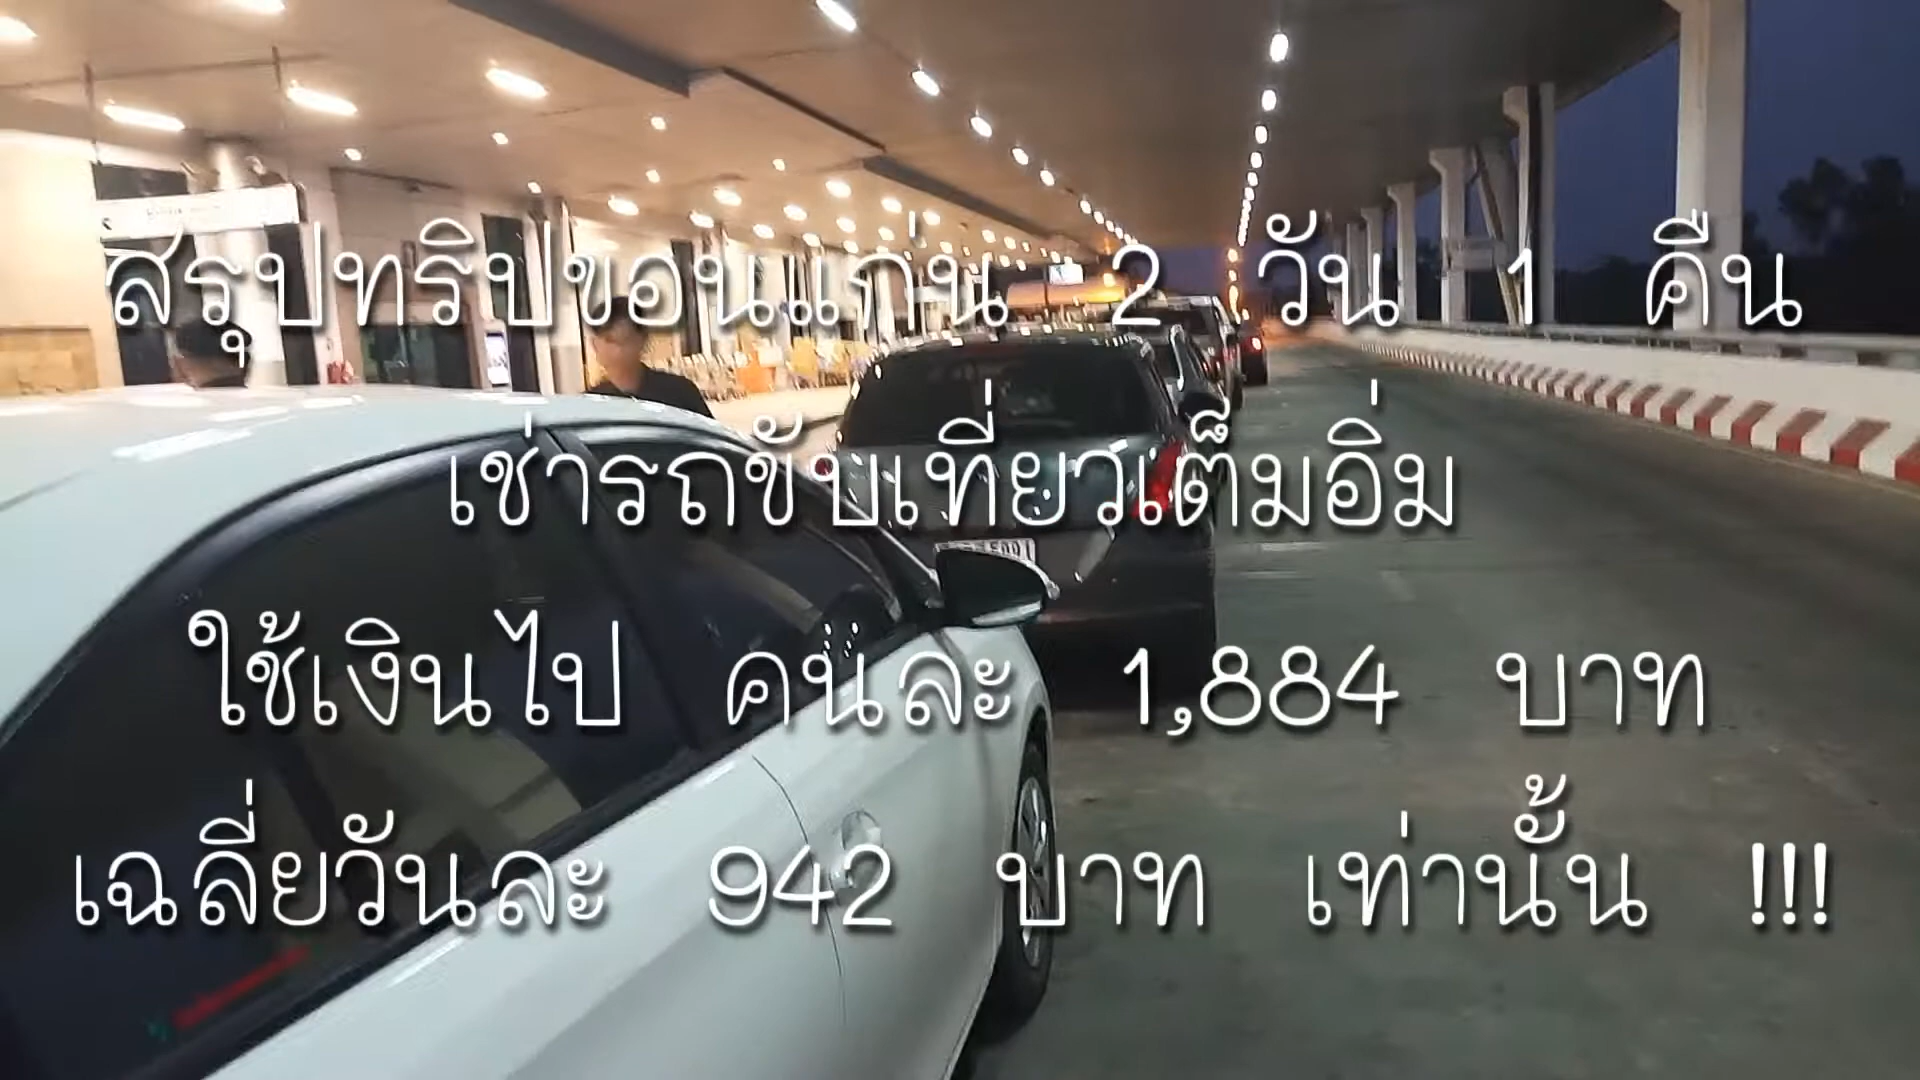 สรุปทริปขอนแก่น 2 วัน 1 คืน
เช่ารถขับเที่ยวเต็มอิ่ม
ใช้เงินไป คนละ 1,884 บาท
เฉลี่ยวันละ 942 บาท เท่านั้น !!!